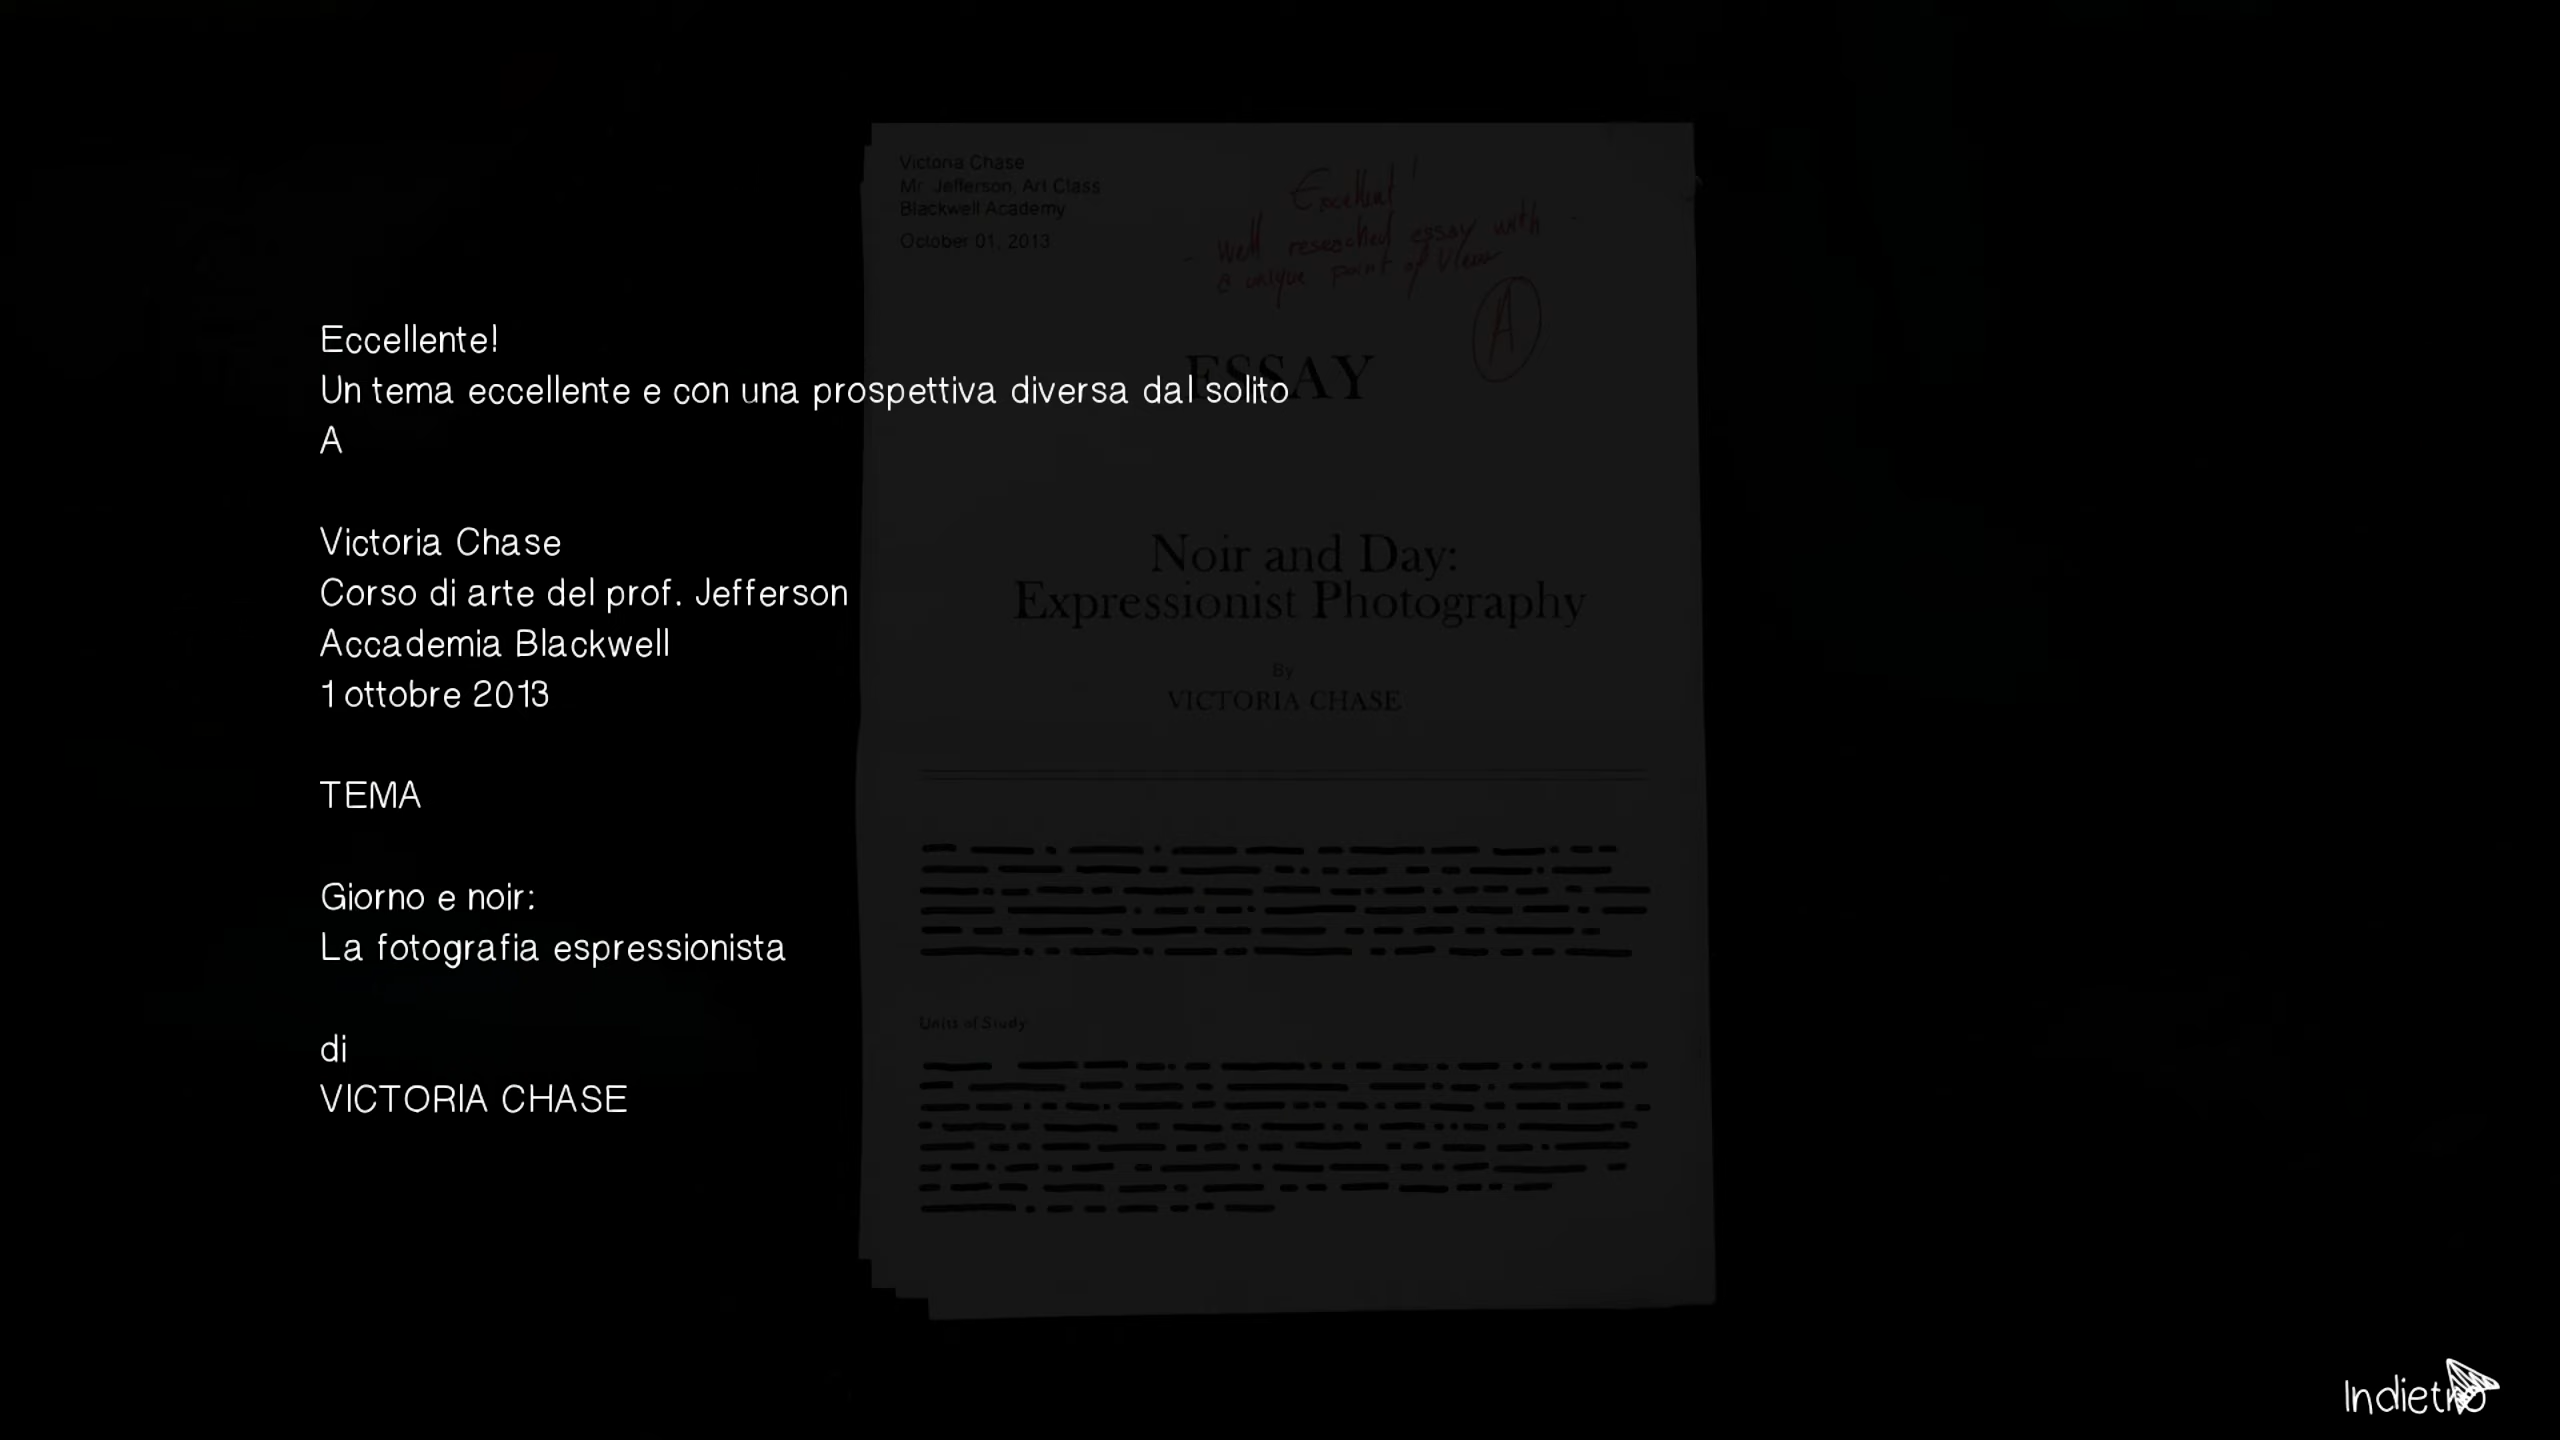 Eccellente!
Un tema eccellente e con una prospettiva diversa dal solito
A
Victoria Chase
Corso di arte del prof. Jefferson
Accademia Blackwell
1 ottobre 2013
TEMA
Giorno e noir:
La fotografia espressionista
di
VICTORIA CHASE
Victoria Chase
Mr. Jefferson, Art Class
Blackwell Academy
October 01, 2013
Excellent!
- Well researched essay with -
a unique point of view
A
ESSAY
Noir and Day:
Expressionist Photography
By
VICTORIA CHASE
Units of Study
Indietro